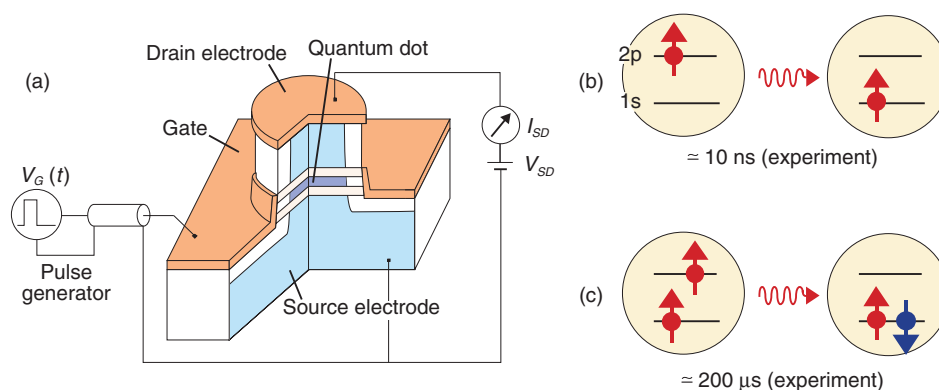 (a)
Drain electrode
Quantum dot
Gate
V_G (t)
I_SD
V_SD
Pulse
generator
Source electrode
(b)
2p
1s
≃ 10 ns (experiment)
(c)
≃ 200 μs (experiment)